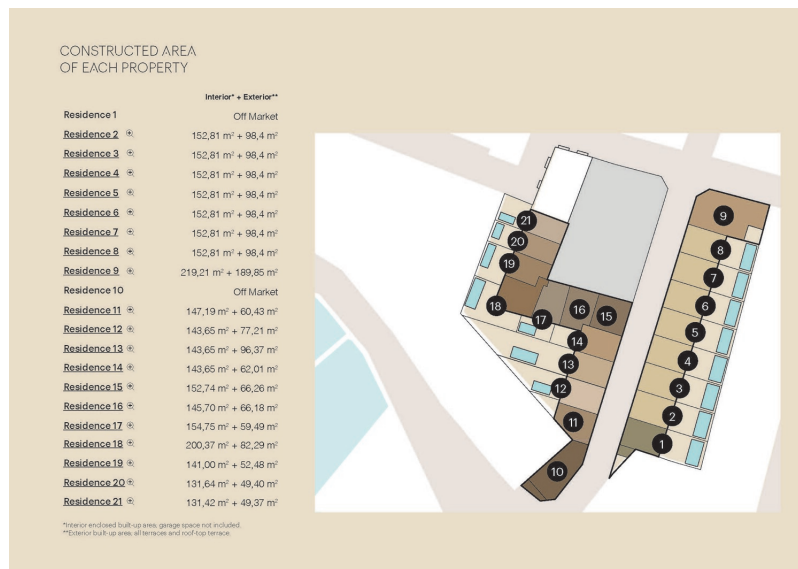 CONSTRUCTED AREA
OF EACH PROPERTY
Interior* + Exterior**
Residence 1 Off Market
Residence 2 152,81 m² + 98,4 m²
Residence 3 152,81 m² + 98,4 m²
Residence 4 152,81 m² + 98,4 m²
Residence 5 152,81 m² + 98,4 m²
Residence 6 152,81 m² + 98,4 m²
Residence 7 152,81 m² + 98,4 m²
Residence 8 152,81 m² + 98,4 m²
Residence 9 219,21 m² + 189,85 m²
Residence 10 Off Market
Residence 11 147,19 m² + 60,43 m²
Residence 12 143,65 m² + 77,21 m²
Residence 13 143,65 m² + 96,37 m²
Residence 14 143,65 m² + 62,01 m²
Residence 15 152,74 m² + 66,26 m²
Residence 16 145,70 m² + 66,18 m²
Residence 17 154,75 m² + 59,49 m²
Residence 18 200,37 m² + 82,29 m²
Residence 19 141,00 m² + 52,48 m²
Residence 20 131,64 m² + 49,40 m²
Residence 21 131,42 m² + 49,37 m²
*Interior enclosed built-up area; garage space not included.
**Exterior built-up area; all terraces and roof-top terrace.
21
20
19
18
17
16
15
14
13
12
11
10
9
8
7
6
5
4
3
2
1